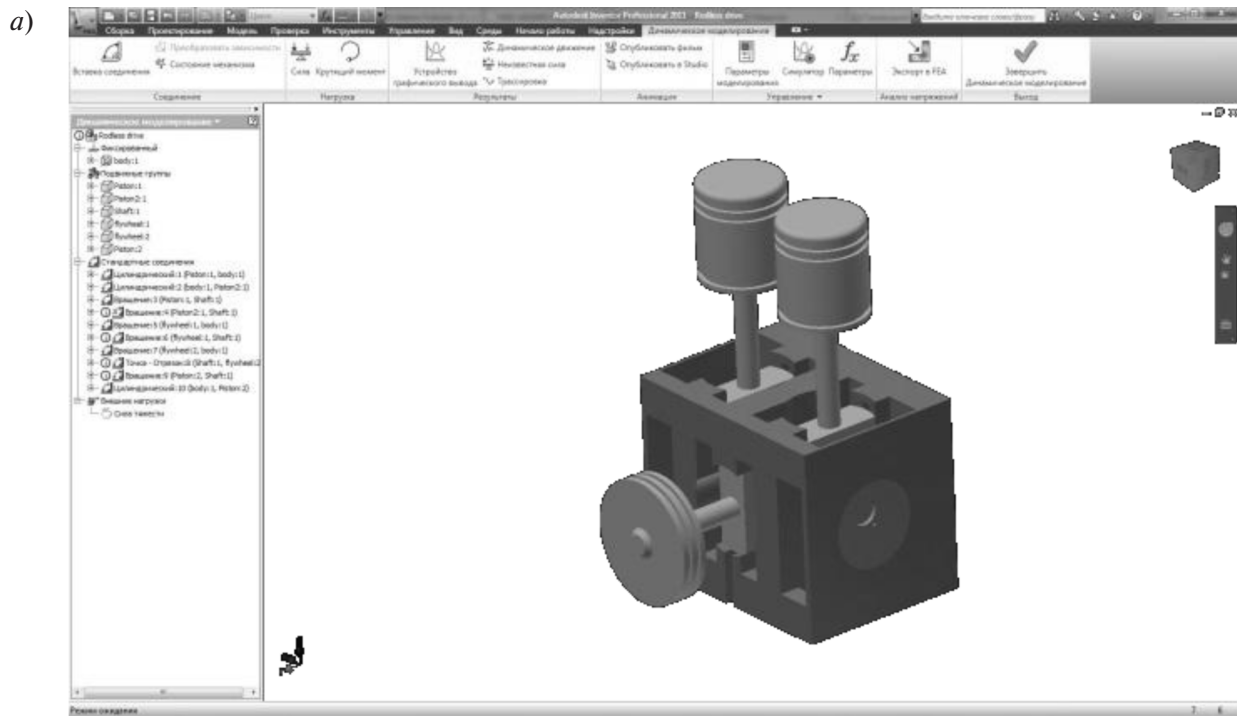 а)
Autodesk Inventor Professional 2011 Rodless drive
Сборка Проектирование Модель Проверка Инструменты Управление Вид Среды Начало работы Надстройки Динамическое моделирование
Вставка соединения
Преобразовать зависимости
Состояние механизма
Соединение
Сила Крутящий момент
Нагрузка
Устройство графического вывода
Динамическое движение
Неизвестная сила
Трассировка
Результаты
Опубликовать фильм
Опубликовать в Studio
Анимация
Параметры моделирования
Симулятор Параметры
Управление
Экспорт в FEA
Анализ напряжений
Завершить Динамическое моделирование
Выход
Динамическое моделирование
Rodless drive
Фиксированный
body:1
Подвижные группы
Piston:1
Piston2:1
Shaft:1
flywheel:1
flywheel:2
Piston:2
Стандартные соединения
Цилиндрический:1 (Piston:1, body:1)
Цилиндрический:2 (body:1, Piston2:1)
Вращение:3 (Piston:1, Shaft:1)
Вращение:4 (Piston2:1, Shaft:1)
Вращение:5 (flywheel:1, body:1)
Вращение:6 (flywheel:1, Shaft:1)
Вращение:7 (flywheel:2, body:1)
Точка - Отрезок:8 (Shaft:1, flywheel:2
Вращение:9 (Piston:2, Shaft:1)
Цилиндрический:10 (body:1, Piston:2)
Внешние нагрузки
Сила тяжести
Режим ожидания
7 6